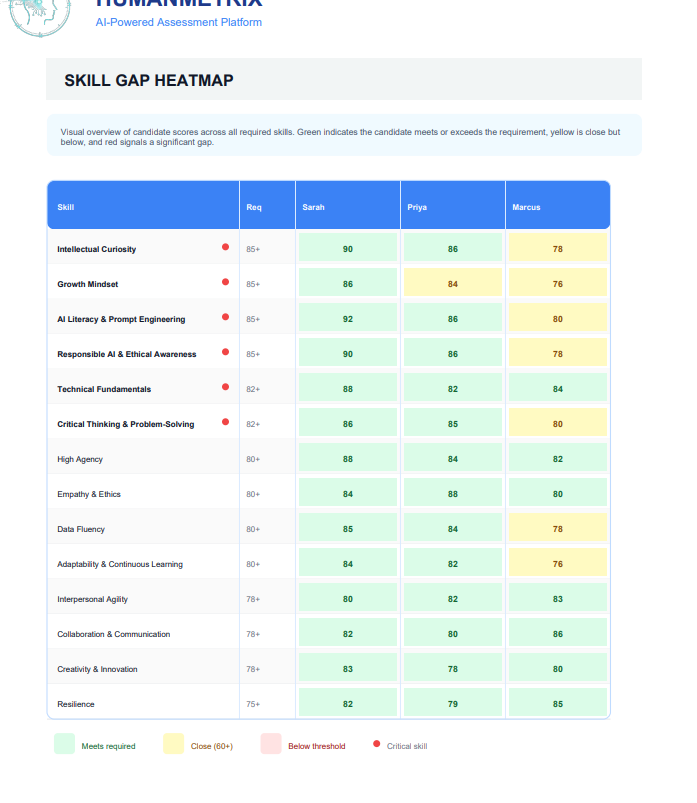 HUMANMETRIX
AI-Powered Assessment Platform
SKILL GAP HEATMAP
Visual overview of candidate scores across all required skills. Green indicates the candidate meets or exceeds the requirement, yellow is close but
below, and red signals a significant gap.
Skill Req Sarah Priya Marcus
Intellectual Curiosity 85+ 90 86 78
Growth Mindset 85+ 86 84 76
AI Literacy & Prompt Engineering 85+ 92 86 80
Responsible AI & Ethical Awareness 85+ 90 86 78
Technical Fundamentals 82+ 88 82 84
Critical Thinking & Problem-Solving 82+ 86 85 80
High Agency 80+ 88 84 82
Empathy & Ethics 80+ 84 88 80
Data Fluency 80+ 85 84 78
Adaptability & Continuous Learning 80+ 84 82 76
Interpersonal Agility 78+ 80 82 83
Collaboration & Communication 78+ 82 80 86
Creativity & Innovation 78+ 83 78 80
Resilience 75+ 82 79 85
Meets required Close (60+) Below threshold Critical skill